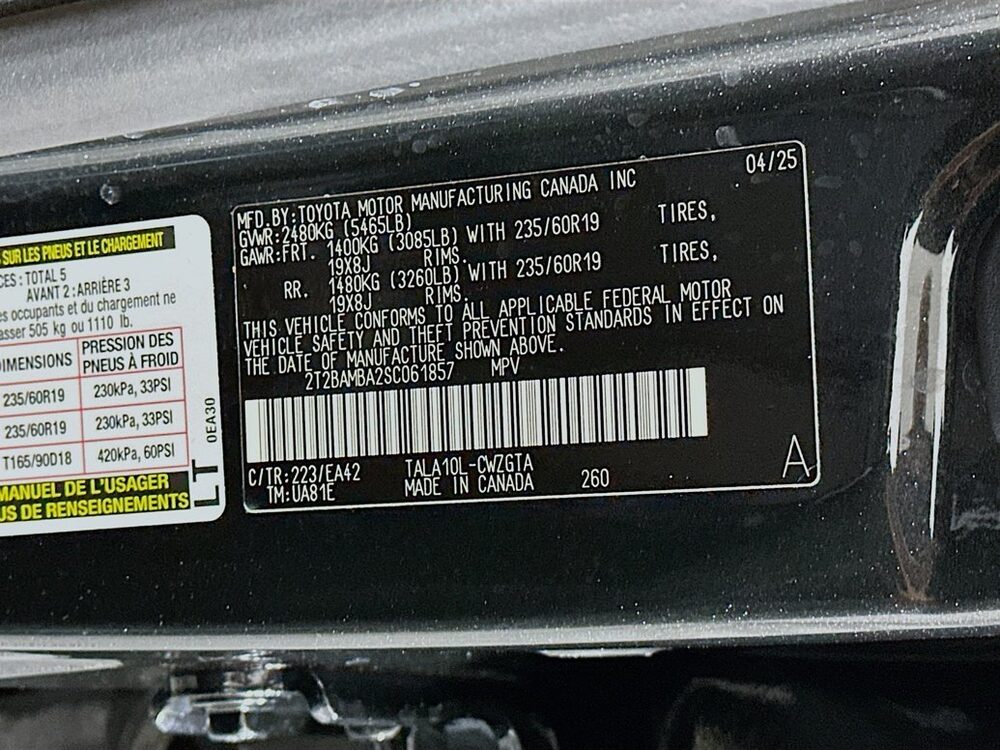 SUR LES PNEUS ET LE CHARGEMENT
TOTAL 5
AVANT 2 : ARRIÈRE 3
occupants et du chargement ne
505 kg ou 1110 lb.
DIMENSIONS PRESSION DES PNEUS À FROID
235/60R19 230kPa, 33PSI
235/60R19 230kPa, 33PSI
T165/90D18 420kPa, 60PSI
MANUEL DE L'USAGER
DE RENSEIGNEMENTS
0EA30
LT
04/25
MFD.BY:TOYOTA MOTOR MANUFACTURING CANADA INC
GVWR:2480KG (5465LB)
GAWR:FRT. 1400KG (3085LB) WITH 235/60R19 TIRES,
19X8J RIMS.
RR. 1480KG (3260LB) WITH 235/60R19 TIRES,
19X8J RIMS.
THIS VEHICLE CONFORMS TO ALL APPLICABLE FEDERAL MOTOR
VEHICLE SAFETY AND THEFT PREVENTION STANDARDS IN EFFECT ON
THE DATE OF MANUFACTURE SHOWN ABOVE.
2T2BAMBA2SC061857 MPV
C/TR:223/EA42 TALA10L-CWZGTA
TM:UA81E MADE IN CANADA 260
A